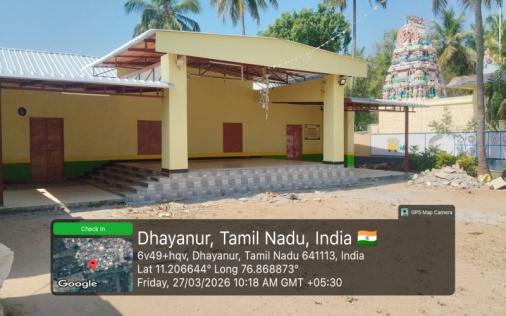 GPS Map Camera
Check In
Dhayanur, Tamil Nadu, India
6v49+hqv, Dhayanur, Tamil Nadu 641113, India
Lat 11.206644° Long 76.868873°
Friday, 27/03/2026 10:18 AM GMT +05:30
Google